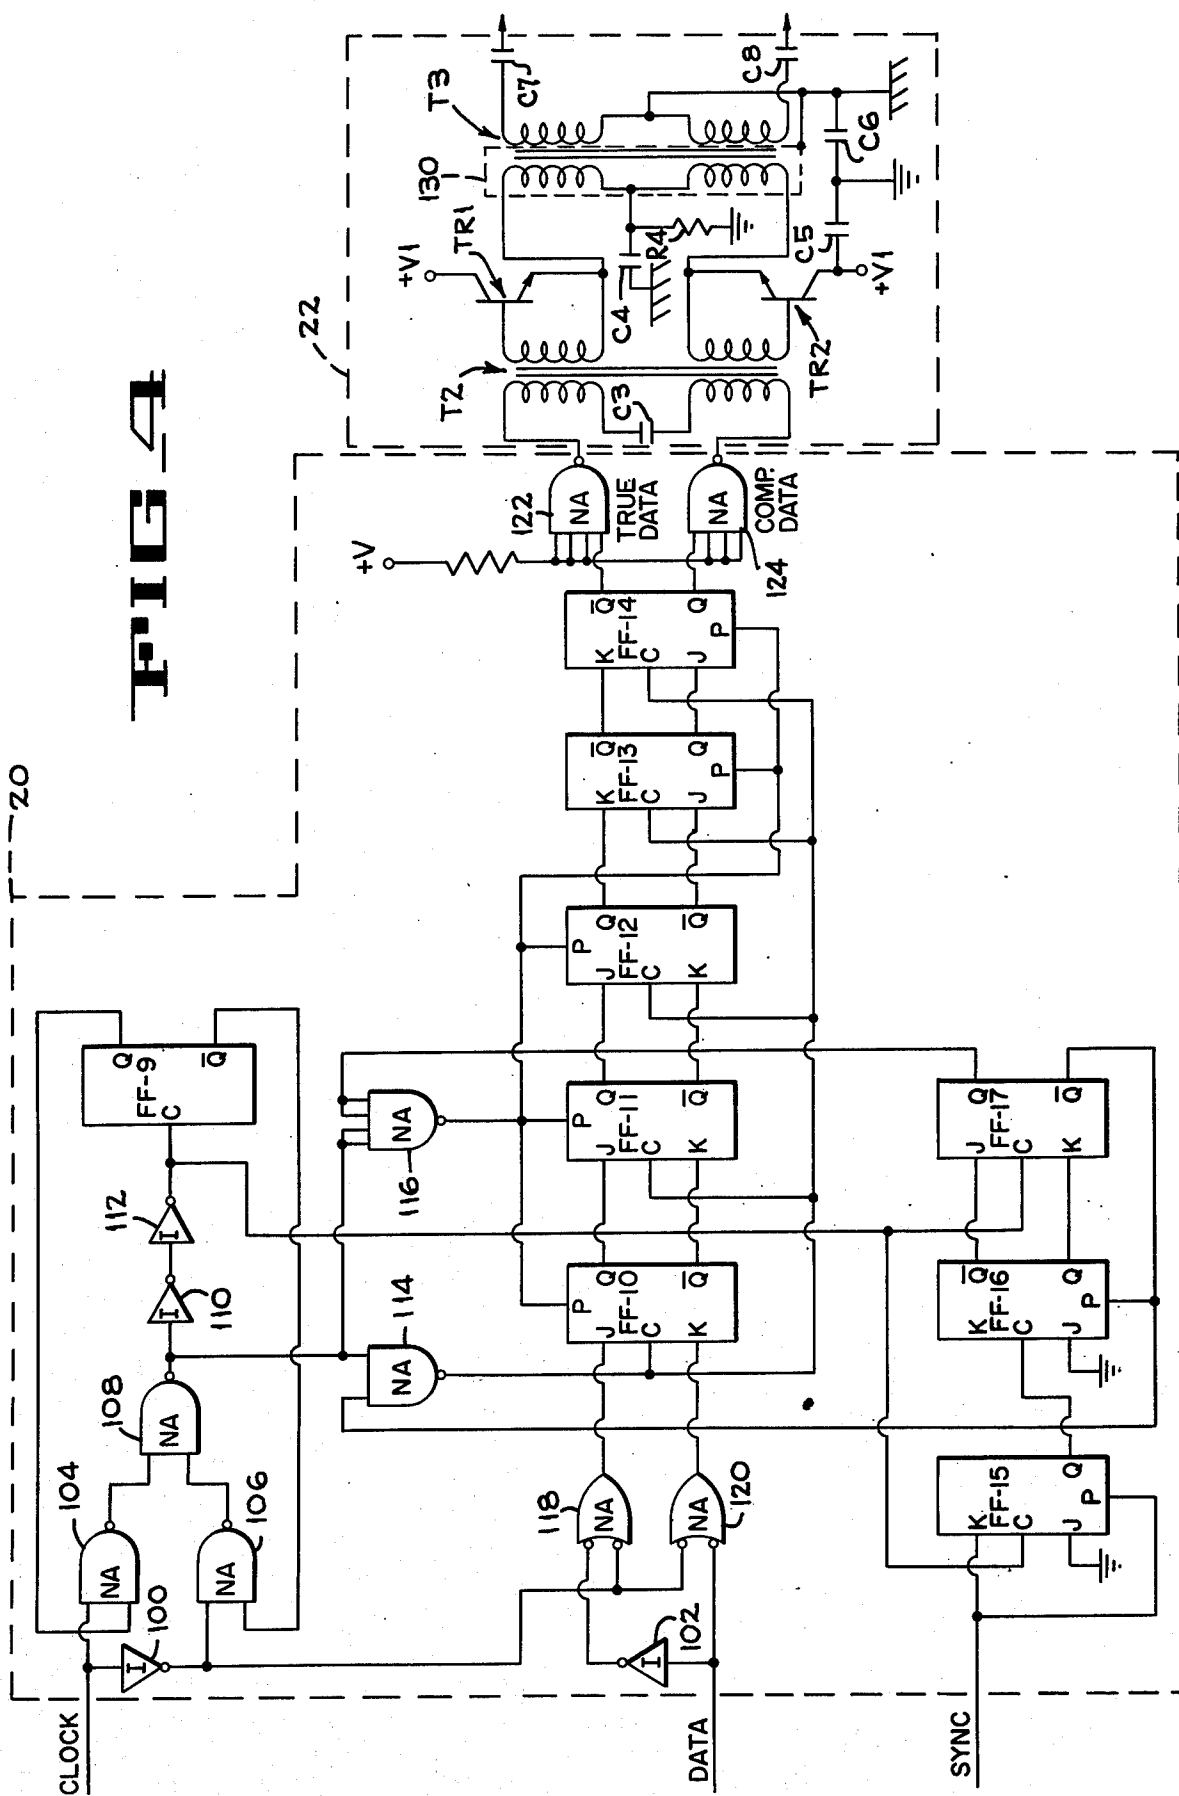 FIG 4
20
22
CLOCK
100
104
106
NA
NA
I
108
NA
110
I
112
I
Q
FF-9
C
Q̅
114
NA
116
NA
DATA
102
I
118
NA
120
NA
P
J Q
FF-10
C
K Q̅
P
J Q
FF-11
C
K Q̅
P
J Q
FF-12
C
K Q̅
K Q̅
FF-13
C
J Q
P
K Q̅
FF-14
C
J Q
P
+V
122
NA
TRUE
DATA
NA
COMP.
DATA
124
SYNC
K
FF-15
C
J Q
P
K Q̅
FF-16
C
J Q
P
J Q
FF-17
C
K Q̅
T2
C3
+V1
TR1
130
T3
C7
C4
R4
C8
TR2
+V1
C5
C6